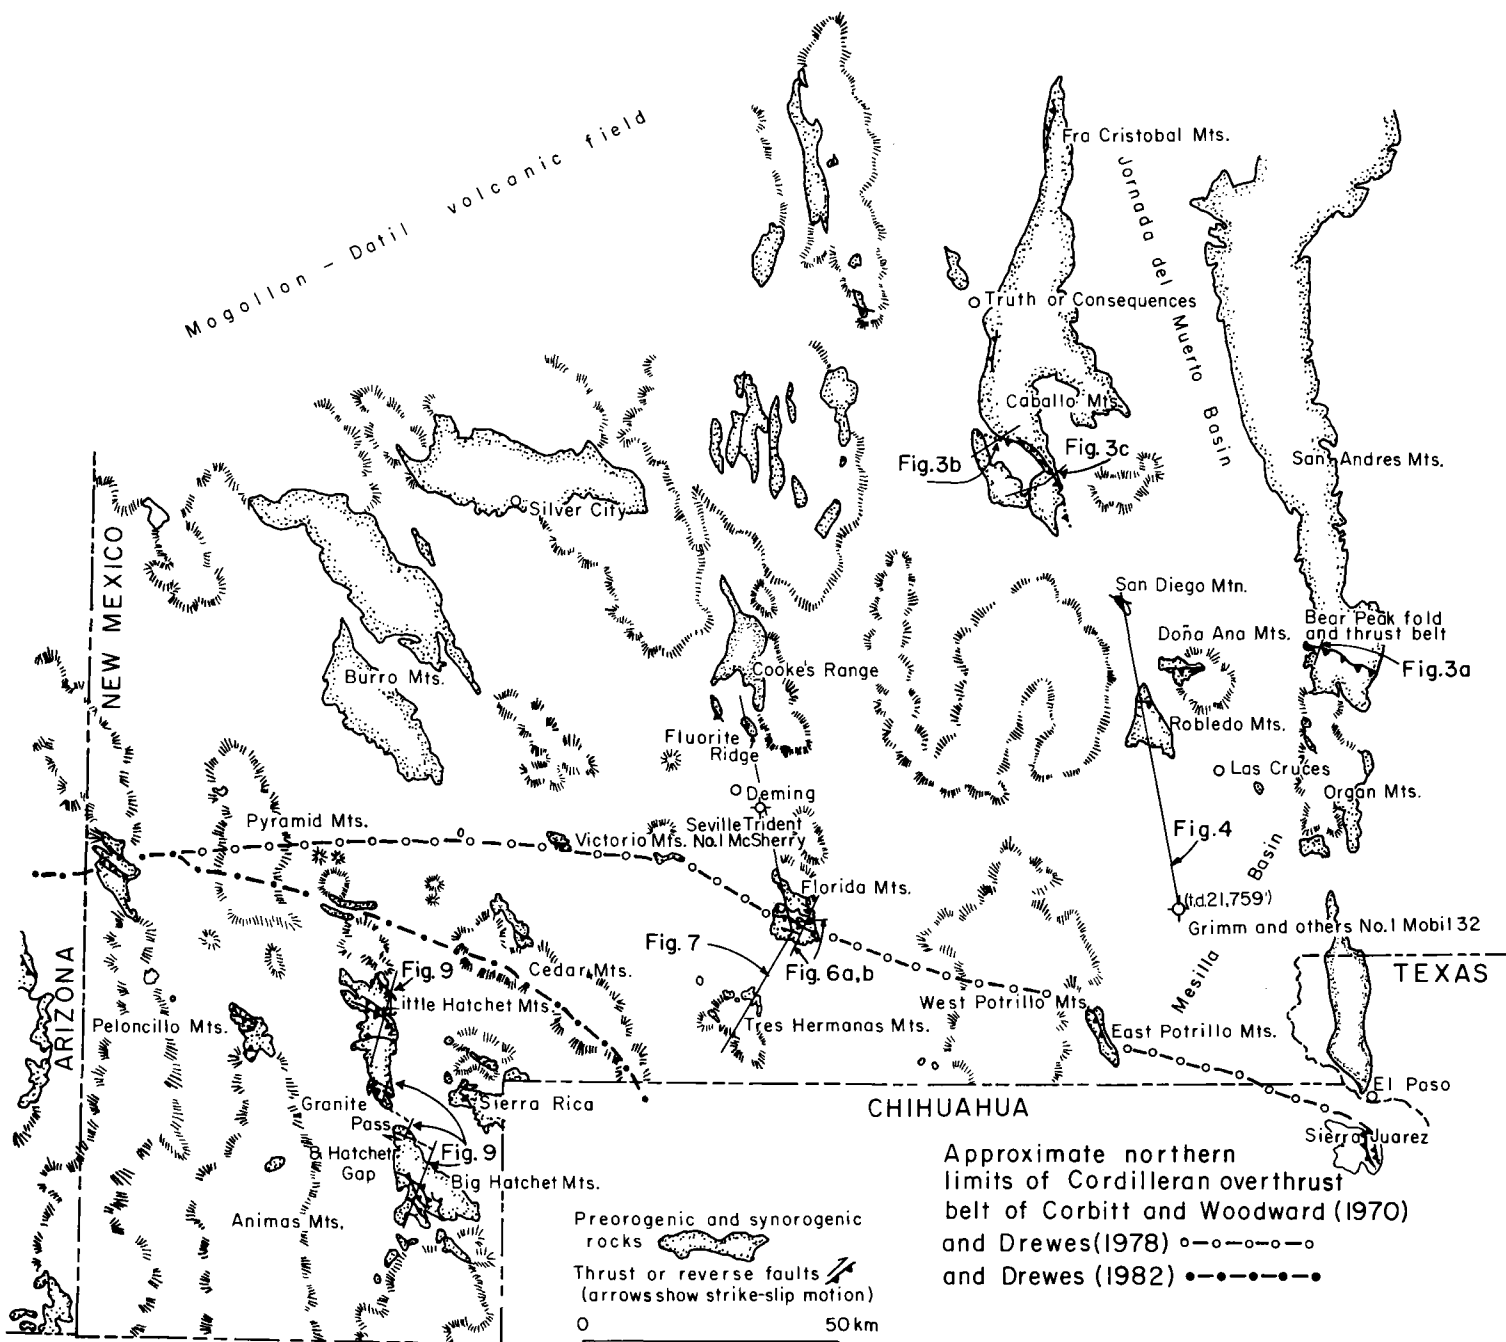 Fra Cristobal Mts.
Jornada del Muerto Basin
Mogollon – Datil volcanic field
Truth or Consequences
Caballo Mts.
Fig.3b
Fig.3c
San Andres Mts.
Silver City
NEW MEXICO
San Diego Mtn.
Doña Ana Mts.
Bear Peak fold
and thrust belt
Fig.3a
Burro Mts.
Cooke's Range
Robledo Mts.
Fluorite
Ridge
Las Cruces
Deming
Organ Mts.
Pyramid Mts.
Seville Trident
No.1 McSherry
Victorio Mts.
Fig.4
Florida Mts.
(t.d.21,759')
Grimm and others No.1 Mobil 32
Mesilla Basin
Fig.7
Fig.6a,b
Cedar Mts.
Fig.9
Little Hatchet Mts.
TEXAS
ARIZONA
Peloncillo Mts.
West Potrillo Mts.
Tres Hermanas Mts.
East Potrillo Mts.
El Paso
Granite
Pass
Sierra Rica
CHIHUAHUA
Sierra Juarez
& Hatchet
Gap
Fig.9
Big Hatchet Mts.
Animas Mts.
Approximate northern
limits of Cordilleran overthrust
belt of Corbitt and Woodward (1970)
and Drewes (1978)
and Drewes (1982)
Preorogenic and synorogenic
rocks
Thrust or reverse faults
(arrows show strike-slip motion)
0 50 km